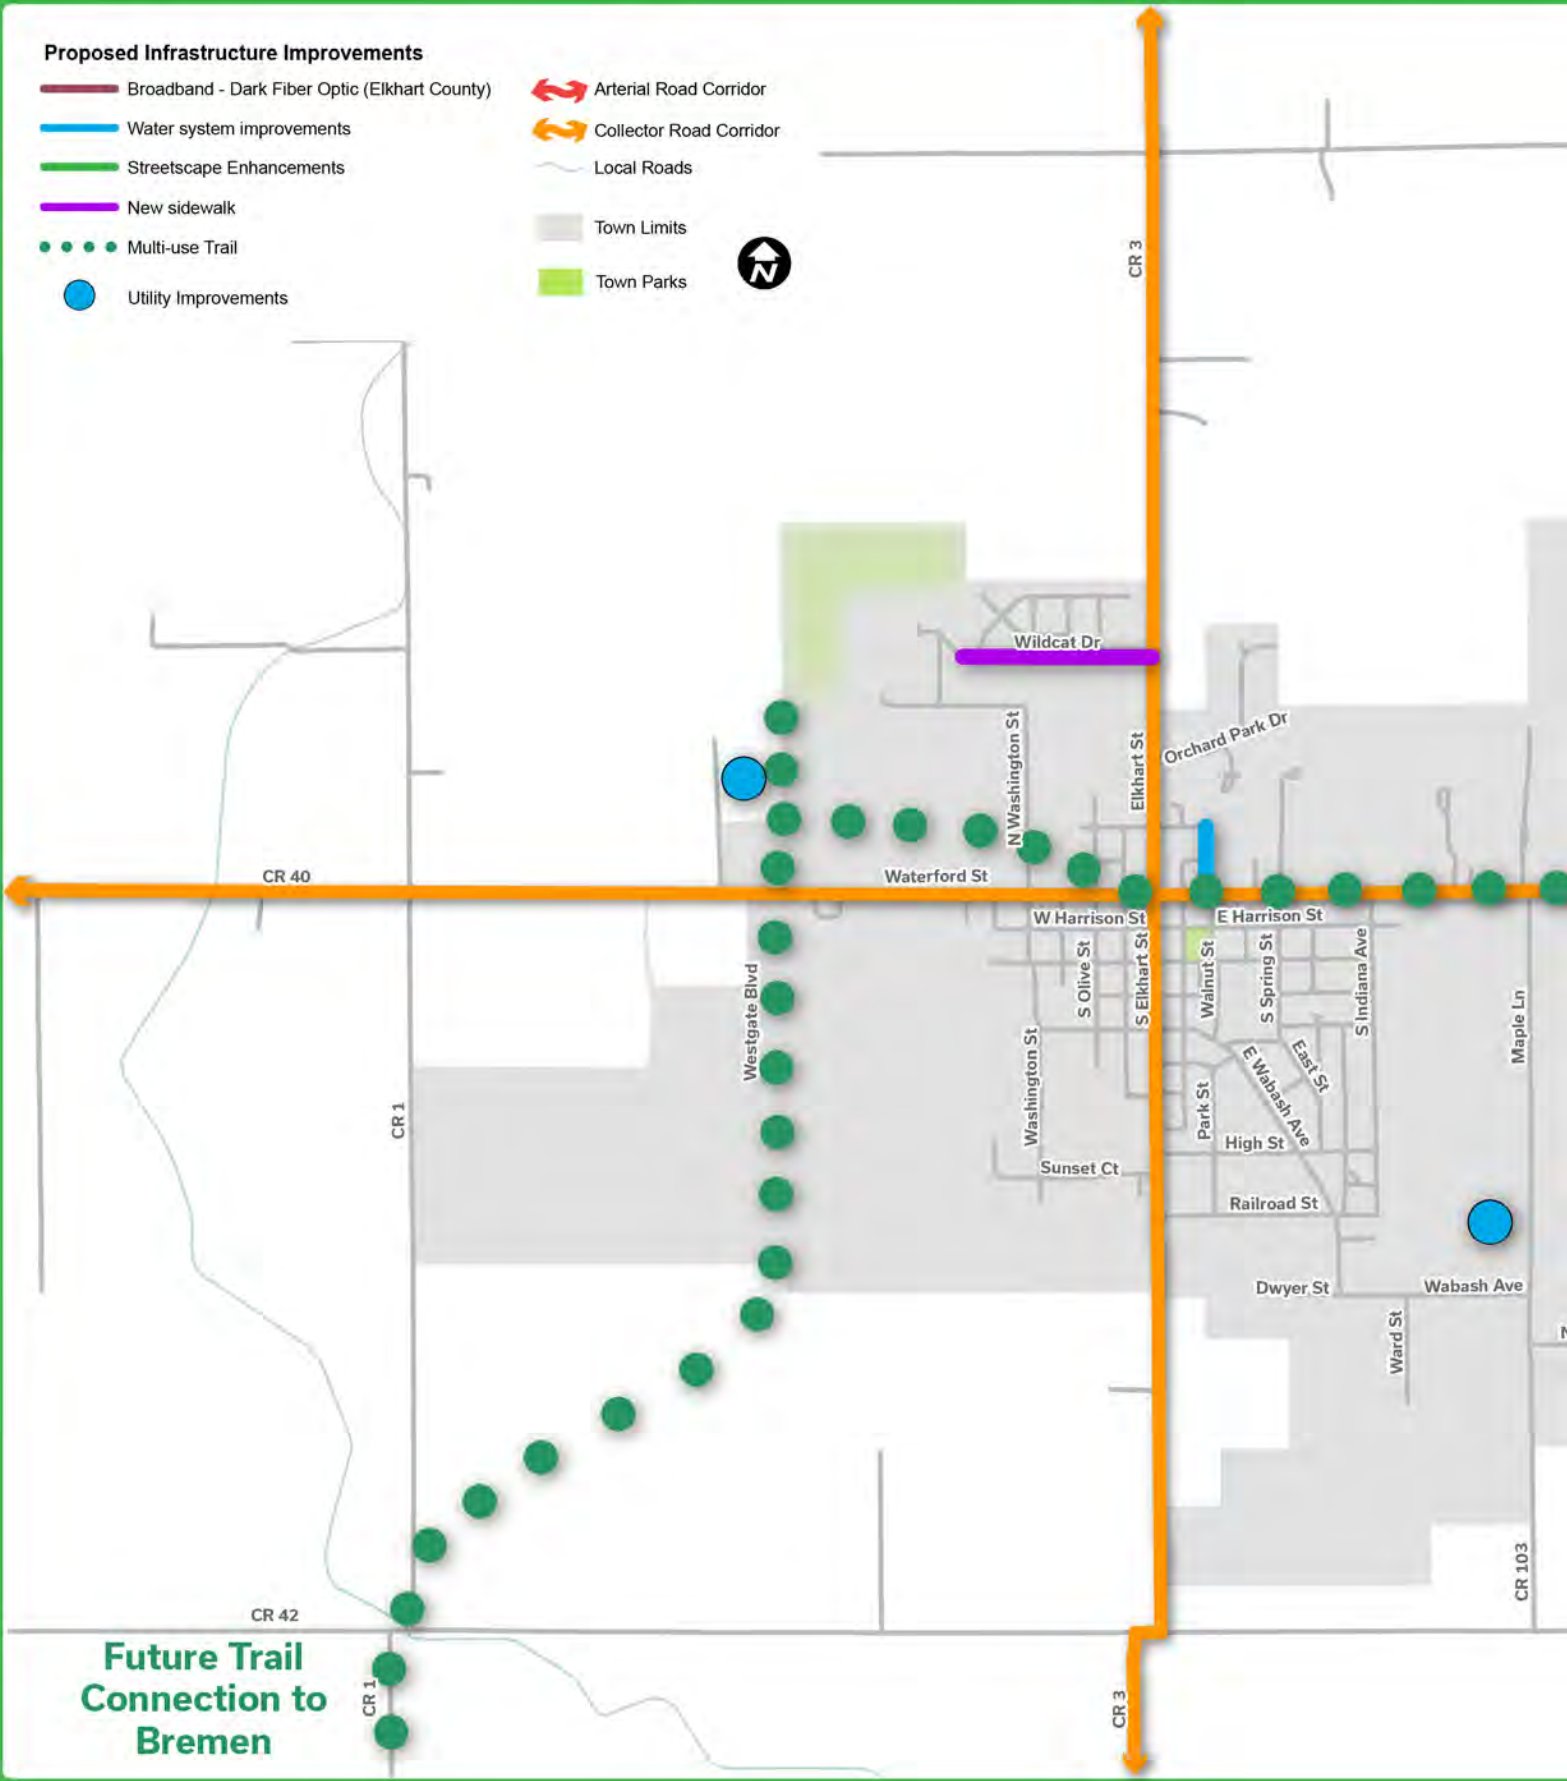 Proposed Infrastructure Improvements
Broadband - Dark Fiber Optic (Elkhart County)
Water system improvements
Streetscape Enhancements
New sidewalk
Multi-use Trail
Utility Improvements
Arterial Road Corridor
Collector Road Corridor
Local Roads
Town Limits
Town Parks
N
CR 3
Wildcat Dr
N Washington St
Elkhart St
Orchard Park Dr
CR 40
Waterford St
W Harrison St
E Harrison St
Westgate Blvd
S Olive St
S Elkhart St
Walnut St
S Spring St
S Indiana Ave
Maple Ln
Washington St
E Wabash Ave
East St
CR 1
Park St
High St
Sunset Ct
Railroad St
Dwyer St
Wabash Ave
Ward St
CR 103
CR 42
Future Trail
Connection to
Bremen
CR 1
CR 3